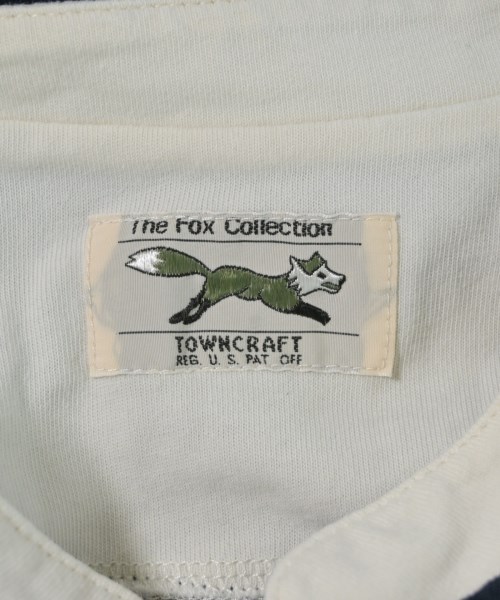 The Fox Collection
TOWNCRAFT
REG. U. S. PAT OFF